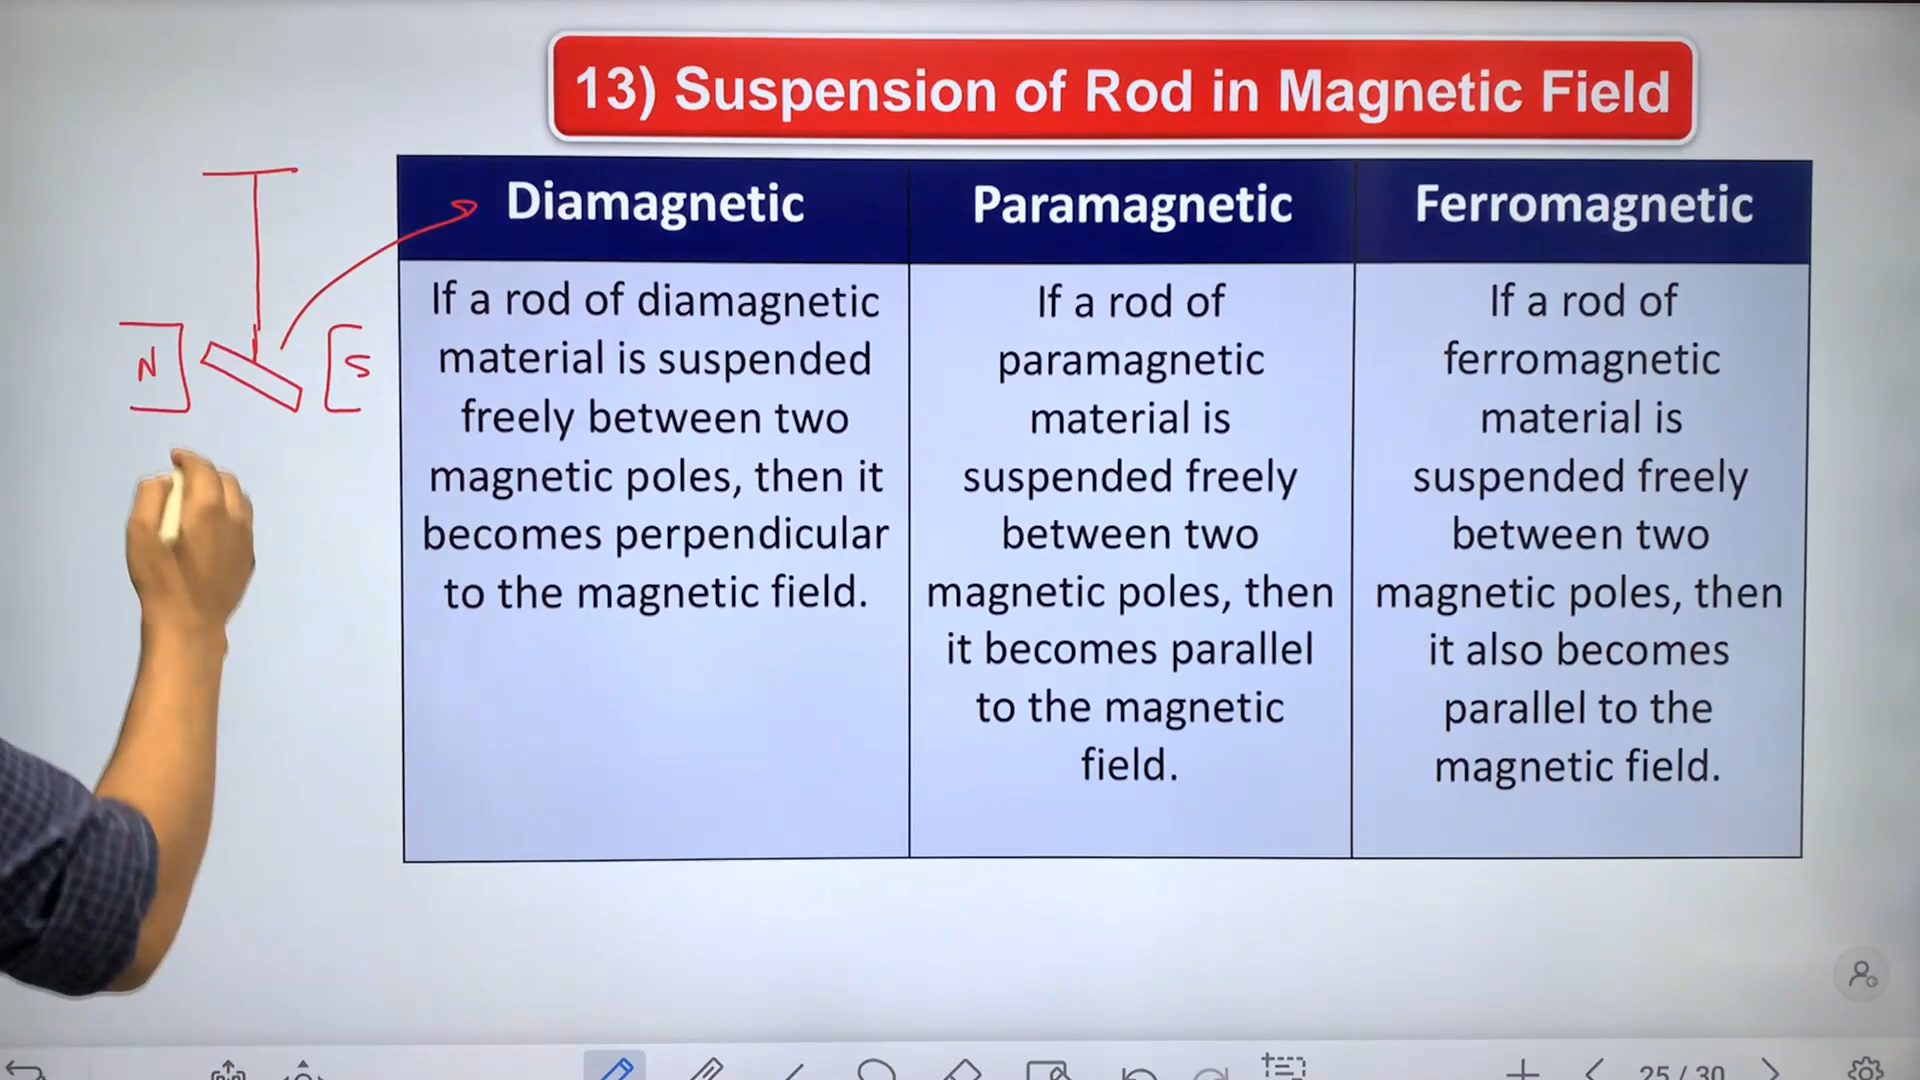 13) Suspension of Rod in Magnetic Field
Diamagnetic
Paramagnetic
Ferromagnetic
If a rod of diamagnetic
material is suspended
freely between two
magnetic poles, then it
becomes perpendicular
to the magnetic field.
If a rod of
paramagnetic
material is
suspended freely
between two
magnetic poles, then
it becomes parallel
to the magnetic
field.
If a rod of
ferromagnetic
material is
suspended freely
between two
magnetic poles, then
it also becomes
parallel to the
magnetic field.
N
S
25 / 30